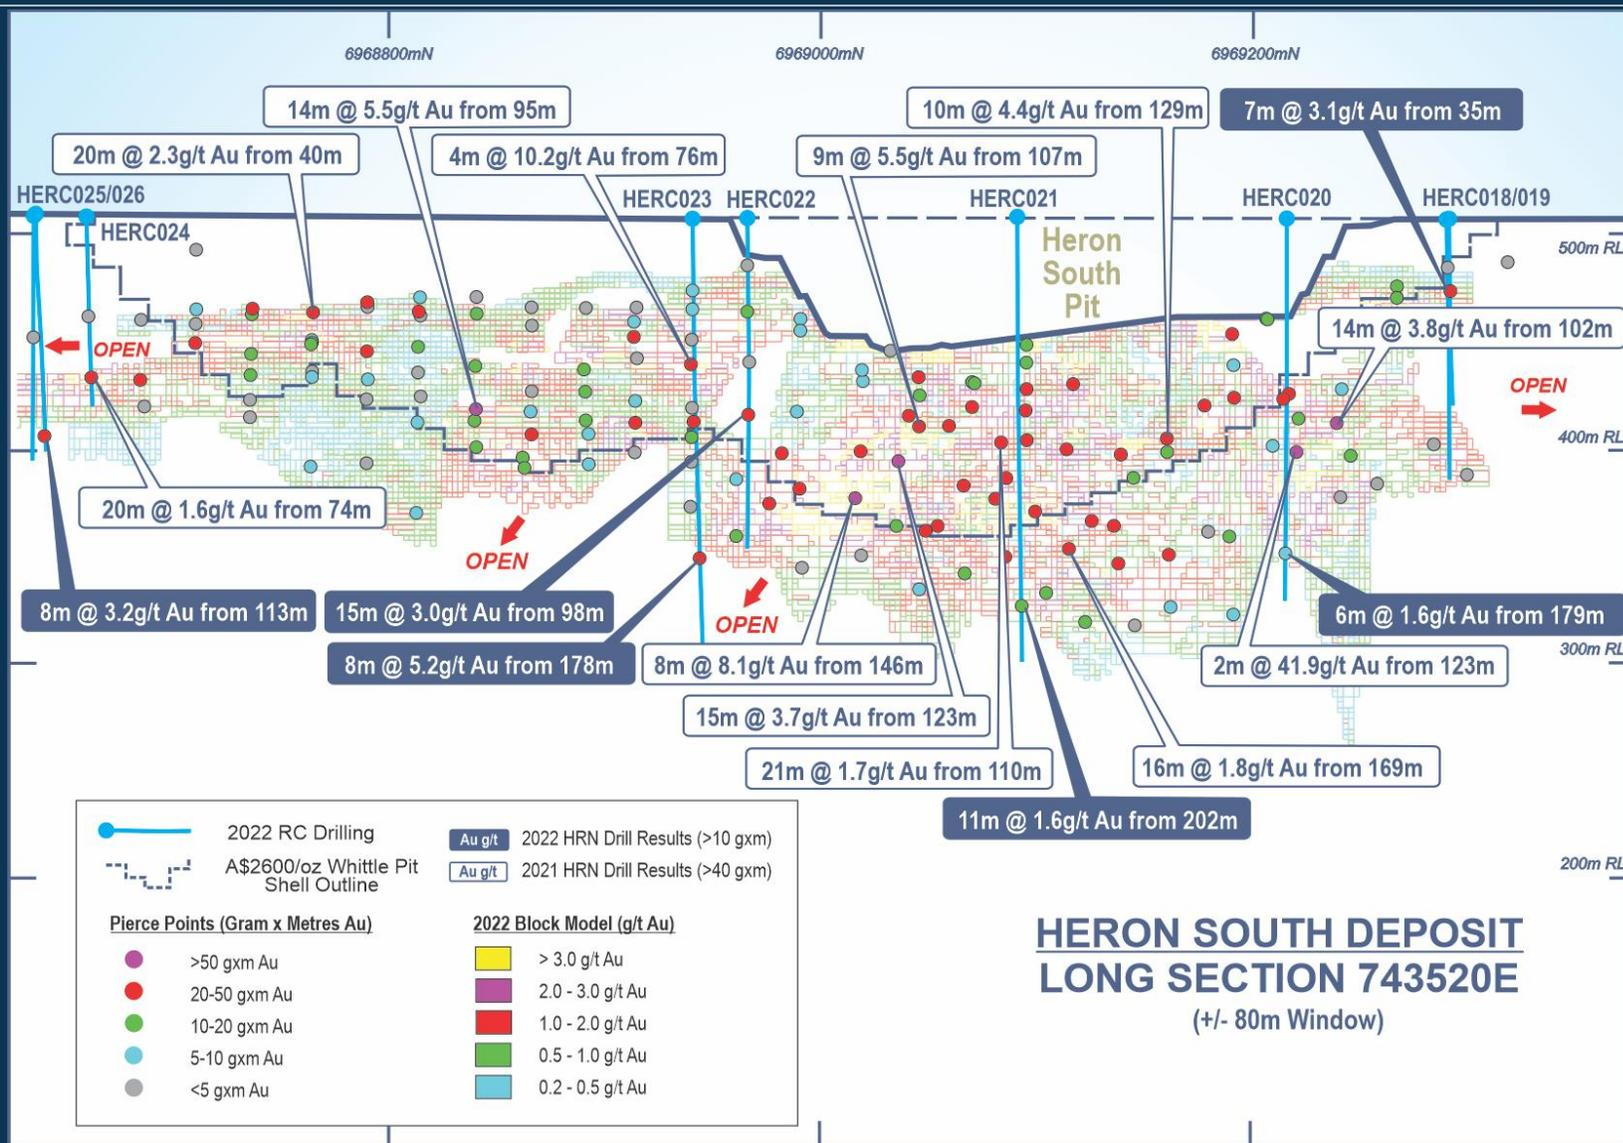 6968800mN
6969000mN
6969200mN
14m @ 5.5g/t Au from 95m
10m @ 4.4g/t Au from 129m
7m @ 3.1g/t Au from 35m
20m @ 2.3g/t Au from 40m
4m @ 10.2g/t Au from 76m
9m @ 5.5g/t Au from 107m
HERC025/026
HERC023
HERC022
HERC021
HERC020
HERC018/019
HERC024
Heron
South
Pit
500m RL
14m @ 3.8g/t Au from 102m
OPEN
OPEN
400m RL
20m @ 1.6g/t Au from 74m
OPEN
8m @ 3.2g/t Au from 113m
15m @ 3.0g/t Au from 98m
OPEN
6m @ 1.6g/t Au from 179m
8m @ 5.2g/t Au from 178m
8m @ 8.1g/t Au from 146m
2m @ 41.9g/t Au from 123m
300m RL
15m @ 3.7g/t Au from 123m
21m @ 1.7g/t Au from 110m
16m @ 1.8g/t Au from 169m
11m @ 1.6g/t Au from 202m
200m RL
2022 RC Drilling
A$2600/oz Whittle Pit
Shell Outline
Au g/t 2022 HRN Drill Results (>10 gxm)
Au g/t 2021 HRN Drill Results (>40 gxm)
Pierce Points (Gram x Metres Au)
>50 gxm Au
20-50 gxm Au
10-20 gxm Au
5-10 gxm Au
<5 gxm Au
2022 Block Model (g/t Au)
> 3.0 g/t Au
2.0 - 3.0 g/t Au
1.0 - 2.0 g/t Au
0.5 - 1.0 g/t Au
0.2 - 0.5 g/t Au
HERON SOUTH DEPOSIT
LONG SECTION 743520E
(+/- 80m Window)